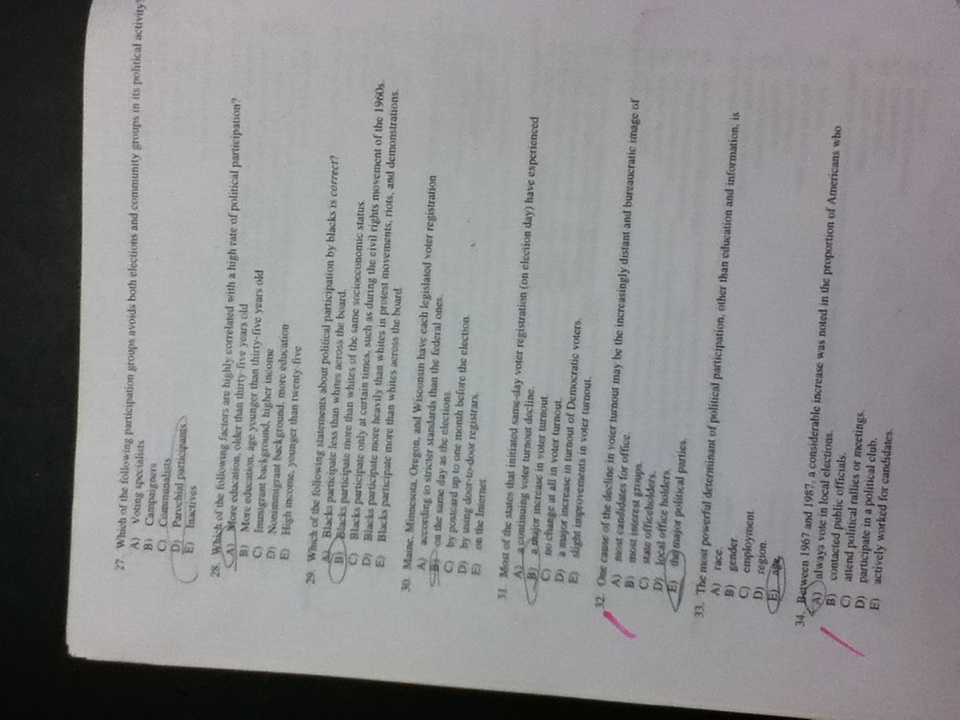 27. Which of the following participation groups avoids both elections and community groups in its political activity?
A) Voting specialists
B) Campaigners
C) Communalists
D) Parochial participants
E) Inactives
28. Which of the following factors are highly correlated with a high rate of political participation?
A) More education, older than thirty-five years old
B) More education, age younger than thirty-five years old
C) Immigrant background, higher income
D) Nonimmigrant background, more education
E) High income, younger than twenty-five
29. Which of the following statements about political participation by blacks is correct?
A) Blacks participate less than whites across the board.
B) Blacks participate more than whites of the same socioeconomic status.
C) Blacks participate only at certain times, such as during the civil rights movement of the 1960s.
D) Blacks participate more heavily than whites in protest movements, riots, and demonstrations.
E) Blacks participate more than whites across the board.
30. Maine, Minnesota, Oregon, and Wisconsin have each legislated voter registration
A) according to stricter standards than the federal ones.
B) on the same day as the elections.
C) by postcard up to one month before the election.
D) by using door-to-door registrars.
E) on the Internet.
31. Most of the states that initiated same-day voter registration (on election day) have experienced
A) a continuing voter turnout decline.
B) a major increase in voter turnout.
C) no change at all in voter turnout.
D) a major increase in turnout of Democratic voters.
E) slight improvements in voter turnout.
32. One cause of the decline in voter turnout may be the increasingly distant and bureaucratic image of
A) most candidates for office.
B) most interest groups.
C) state officeholders.
D) local office holders.
E) the major political parties.
33. The most powerful determinant of political participation, other than education and information, is
A) race.
B) gender.
C) employment.
D) region.
E) age.
34. Between 1967 and 1987, a considerable increase was noted in the proportion of Americans who
A) always vote in local elections.
B) contacted public officials.
C) attend political rallies or meetings.
D) participate in a political club.
E) actively worked for candidates.